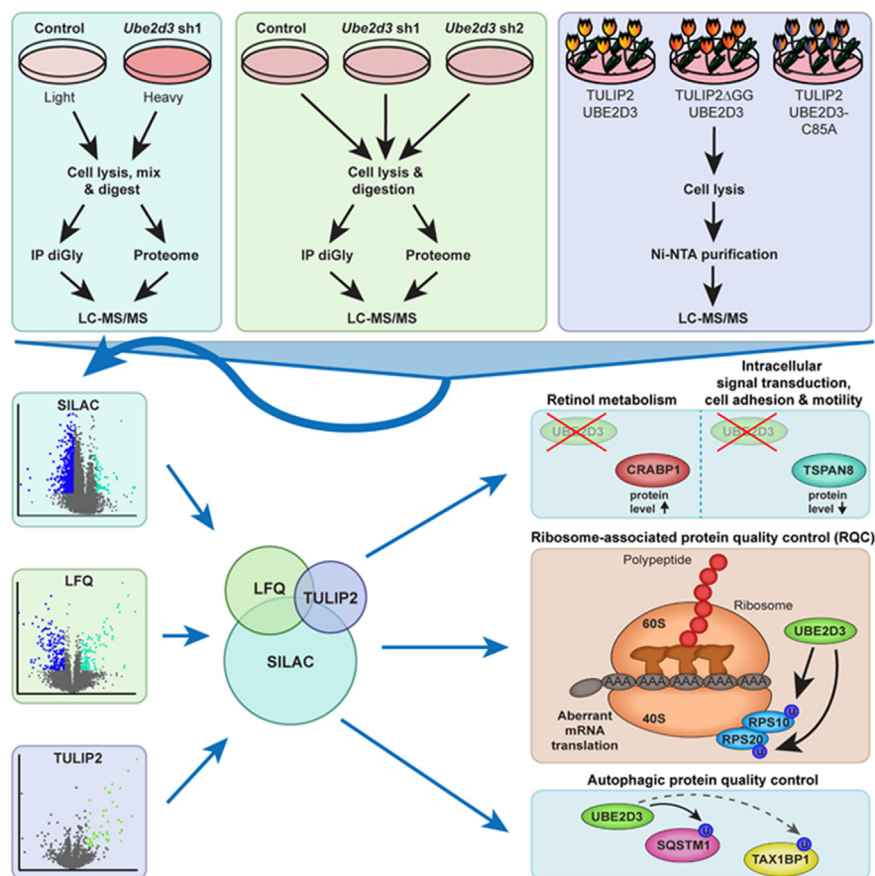 Control
Ube2d3 sh1
Light
Heavy
Cell lysis, mix
& digest
IP diGly
Proteome
LC-MS/MS
Control
Ube2d3 sh1
Ube2d3 sh2
Cell lysis &
digestion
IP diGly
Proteome
LC-MS/MS
TULIP2
UBE2D3
TULIP2ΔGG
UBE2D3
TULIP2
UBE2D3-
C85A
Cell lysis
Ni-NTA purification
LC-MS/MS
SILAC
LFQ
TULIP2
LFQ
TULIP2
SILAC
Retinol metabolism
Intracellular
signal transduction,
cell adhesion & motility
UBE2D3
CRABP1
protein
level
UBE2D3
TSPAN8
protein
level
Ribosome-associated protein quality control (RQC)
Polypeptide
Ribosome
60S
UBE2D3
AAA AAA AAA AAA
40S
Aberrant
mRNA
translation
RPS10
u
RPS20
u
Autophagic protein quality control
UBE2D3
u
SQSTM1
u
TAX1BP1